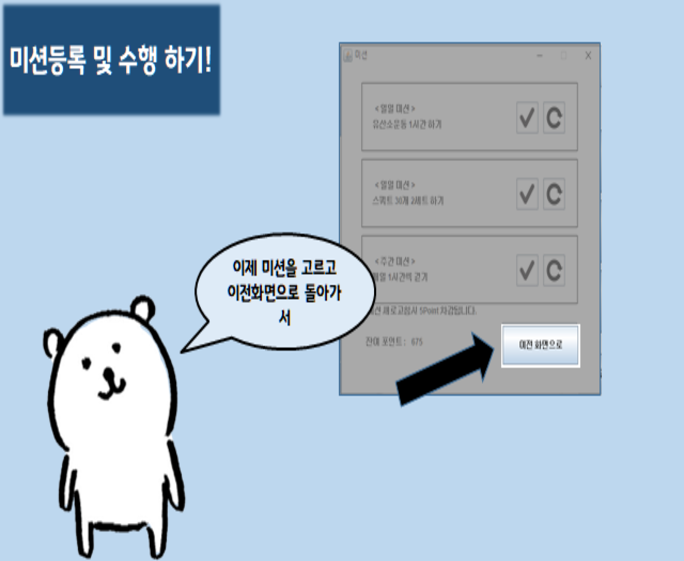 미션등록 및 수행 하기!
미션
<일일 미션>
유산소운동 1시간 하기
<일일 미션>
스쿼트 30개 3세트 하기
<주간 미션>
매일 1시간씩 걷기
이제 미션을 고르고
이전화면으로 돌아가
서
미션 새로고침시 5Point 차감됩니다.
잔여 포인트 : 675
이전 화면으로